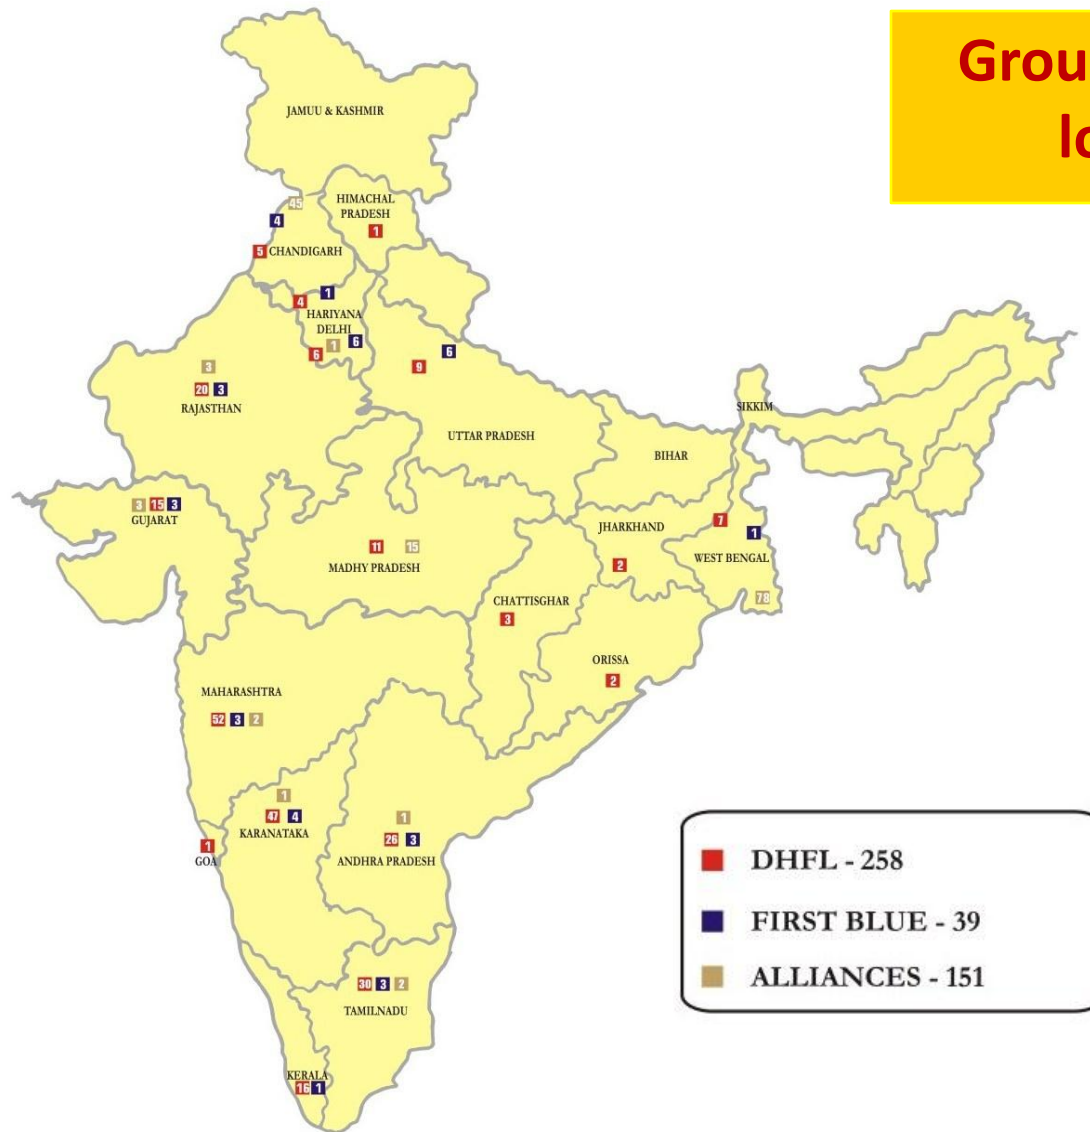 Grou
lo
JAMUU & KASHMIR
45
HIMACHAL
PRADESH
4
1
5 CHANDIGARH
1
4
HARIYANA
DELHI
6
1
6
6
9
3
20 3
RAJASTHAN
SIKKIM
UTTAR PRADESH
BIHAR
3 15 3
GUJARAT
7
JHARKHAND
1
11 15
WEST BENGAL
MADHY PRADESH
2
78
CHATTISGHAR
3
ORISSA
2
MAHARASHTRA
52 3 2
1
47 4
KARANATAKA
1
26 3
ANDHRA PRADESH
1
GOA
DHFL - 258
FIRST BLUE - 39
ALLIANCES - 151
30 3 2
TAMILNADU
KERALA
16 1